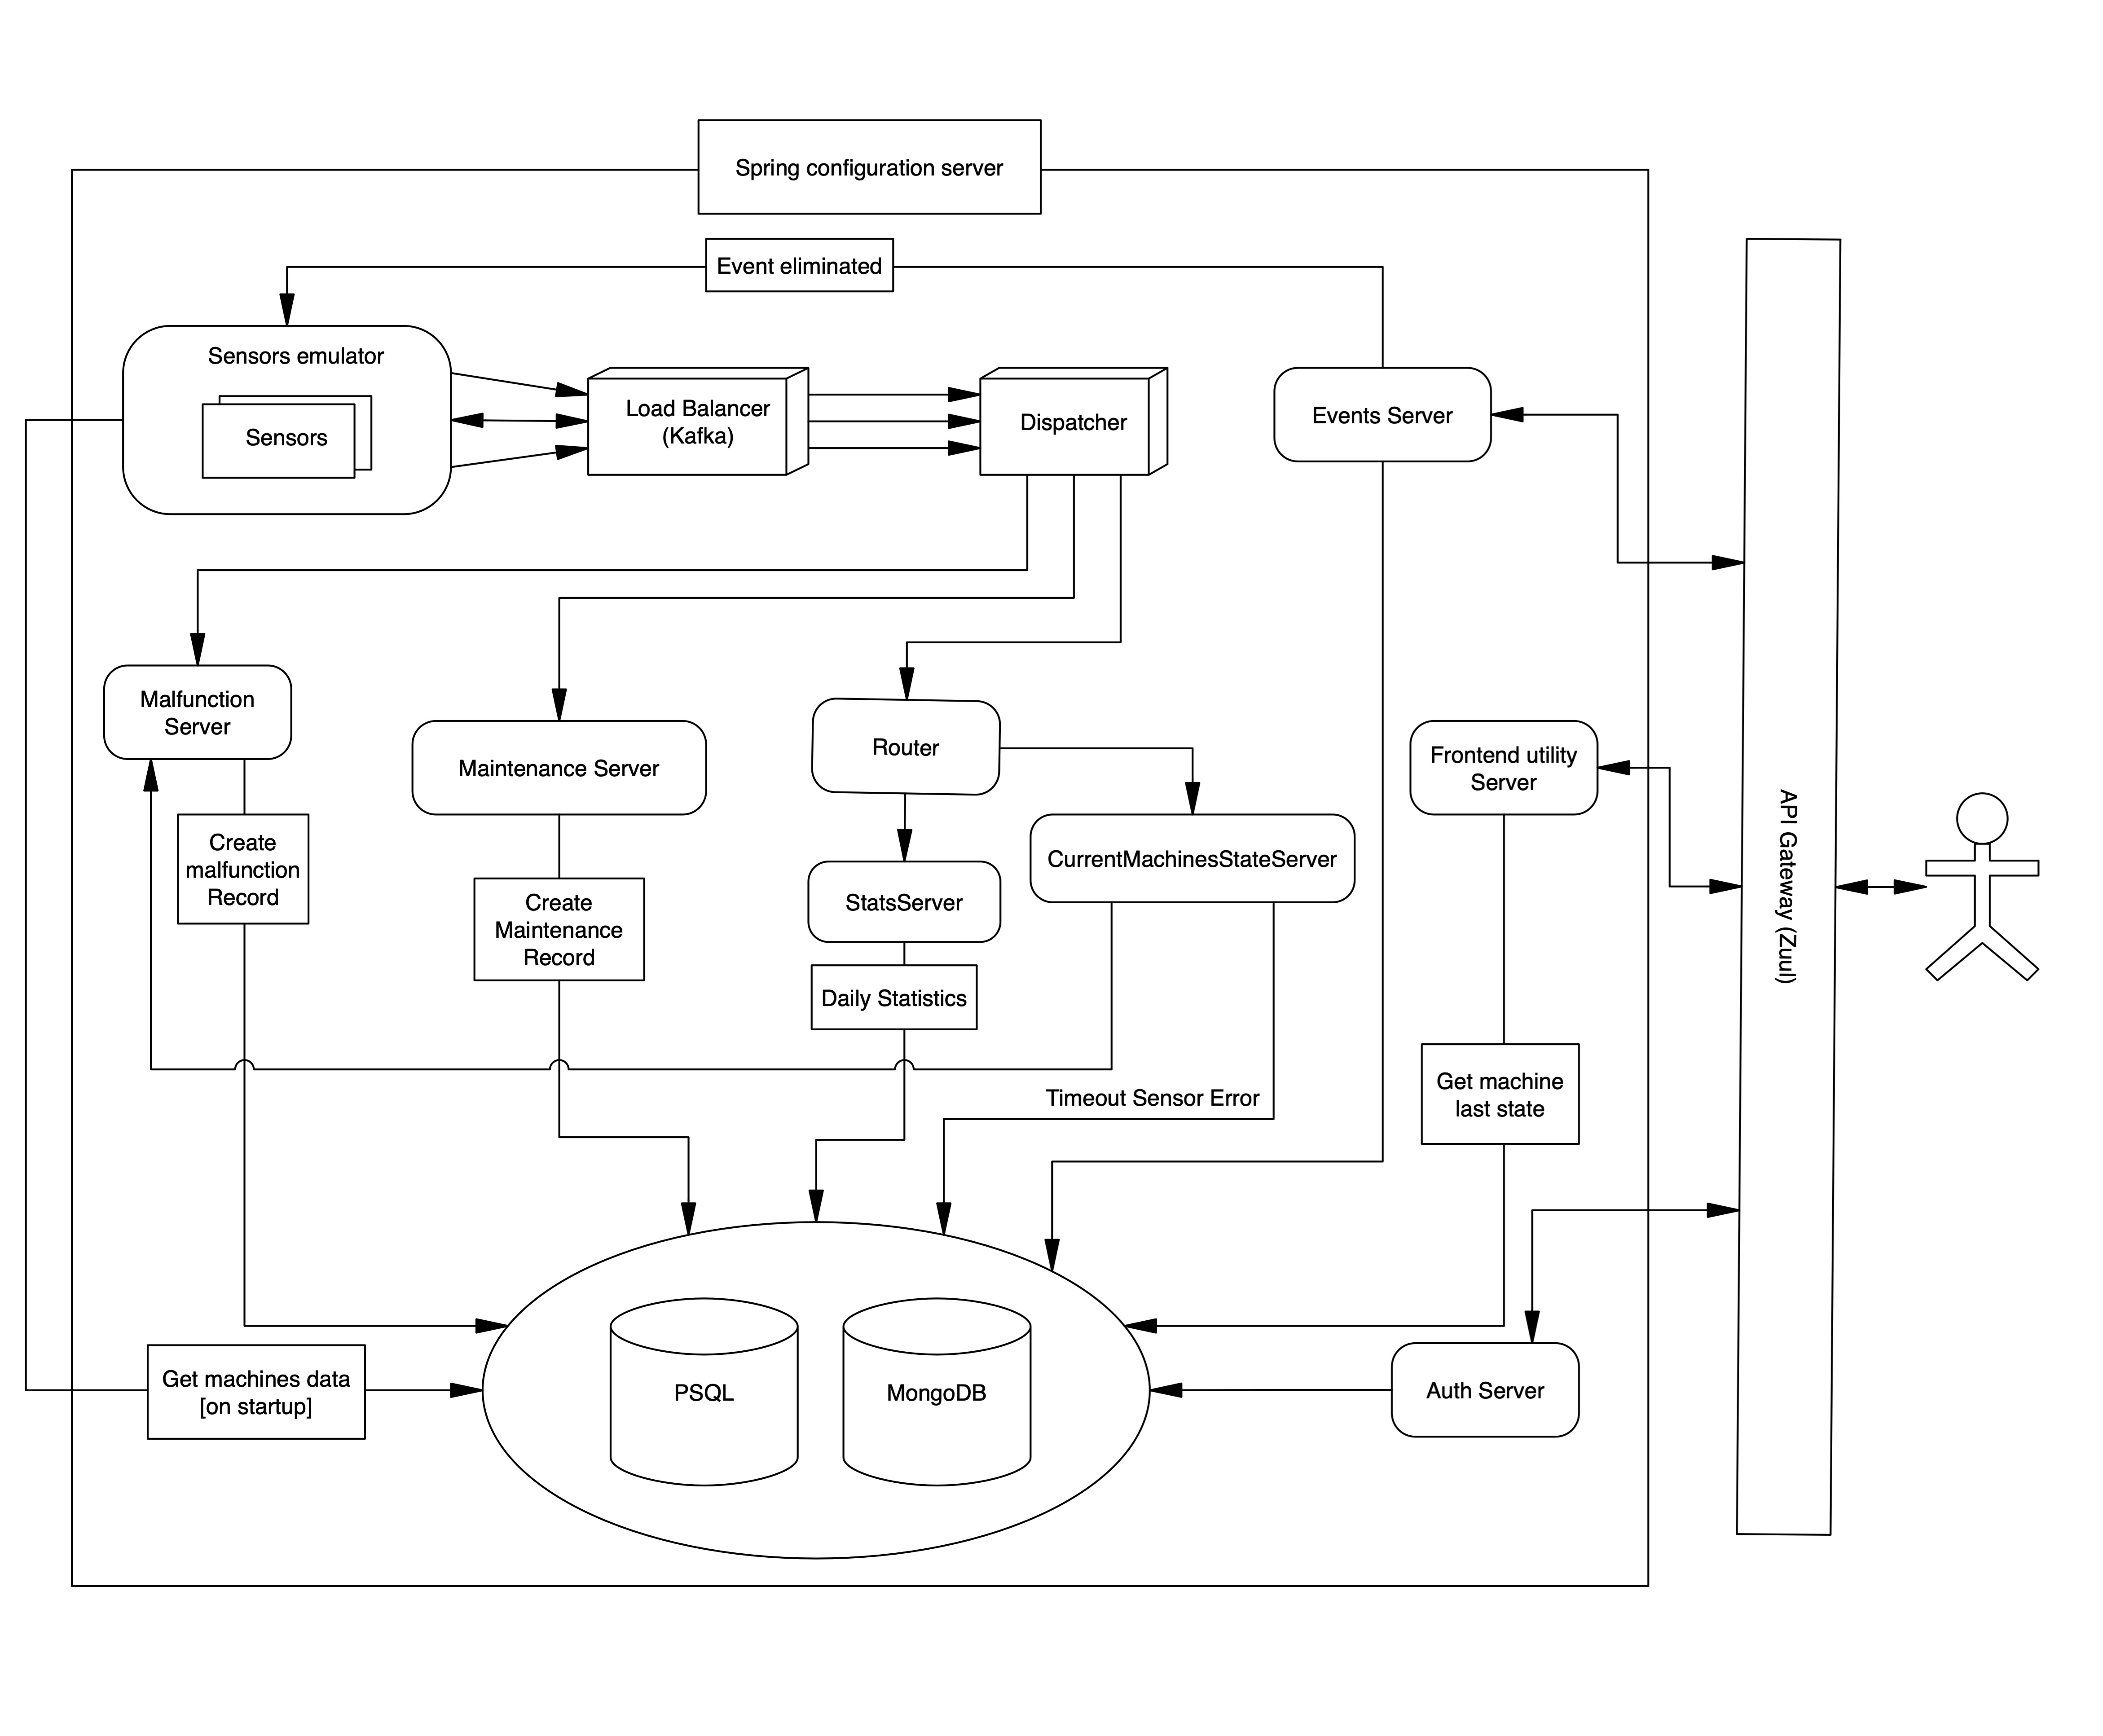 Spring configuration server
Event eliminated
Sensors emulator
Sensors
Load Balancer
(Kafka)
Dispatcher
Events Server
Malfunction
Server
Maintenance Server
Router
Frontend utility
Server
Create
malfunction
Record
Create
Maintenance
Record
StatsServer
CurrentMachinesStateServer
Daily Statistics
Timeout Sensor Error
Get machine
last state
API Gateway (Zuul)
Get machines data
[on startup]
PSQL
MongoDB
Auth Server